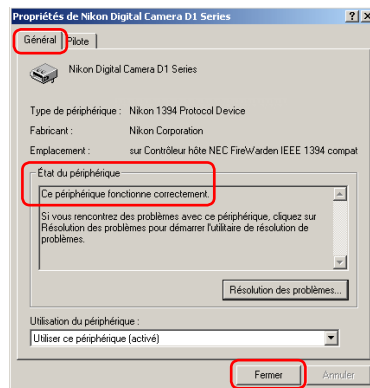 Propriétés de Nikon Digital Camera D1 Series
Général Pilote
Nikon Digital Camera D1 Series
Type de périphérique : Nikon 1394 Protocol Device
Fabricant : Nikon Corporation
Emplacement : sur Contrôleur hôte NEC FireWarden IEEE 1394 compat
État du périphérique
Ce périphérique fonctionne correctement.
Si vous rencontrez des problèmes avec ce périphérique, cliquez sur
Résolution des problèmes pour démarrer l'utilitaire de résolution de
problèmes.
Résolution des problèmes...
Utilisation du périphérique :
Utiliser ce périphérique (activé)
Fermer Annuler